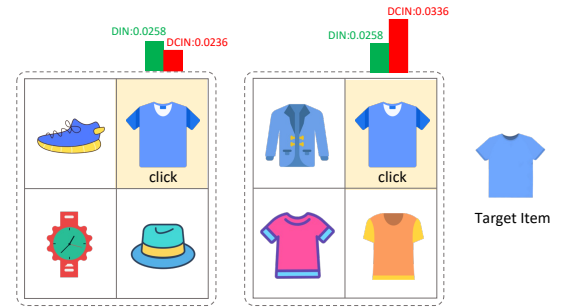 DIN:0.0258
DCIN:0.0236
DIN:0.0258
DCIN:0.0336
click
click
Target Item